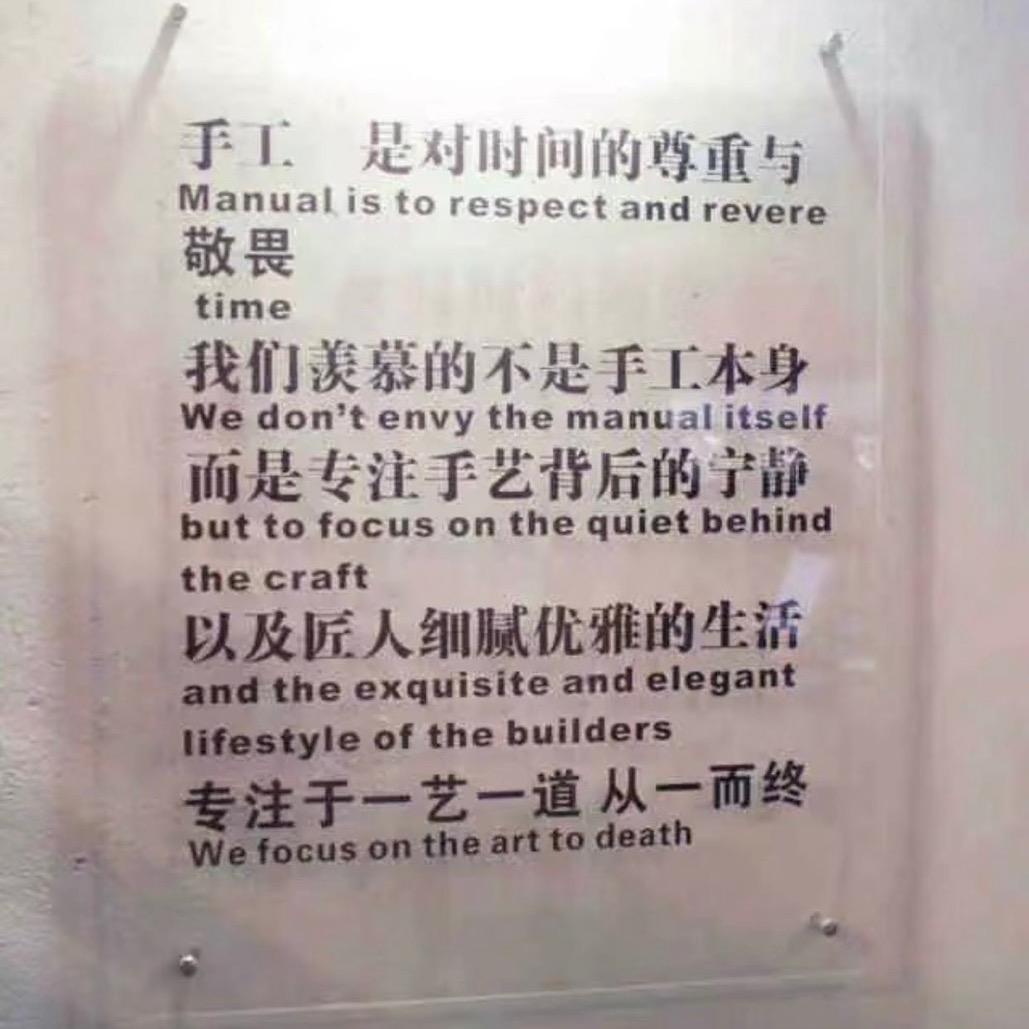 手工 是对时间的尊重与
Manual is to respect and revere
敬畏
time
我们羡慕的不是手工本身
We don't envy the manual itself
而是专注手艺背后的宁静
but to focus on the quiet behind
the craft
以及匠人细腻优雅的生活
and the exquisite and elegant
lifestyle of the builders
专注于一艺一道 从一而终
We focus on the art to death